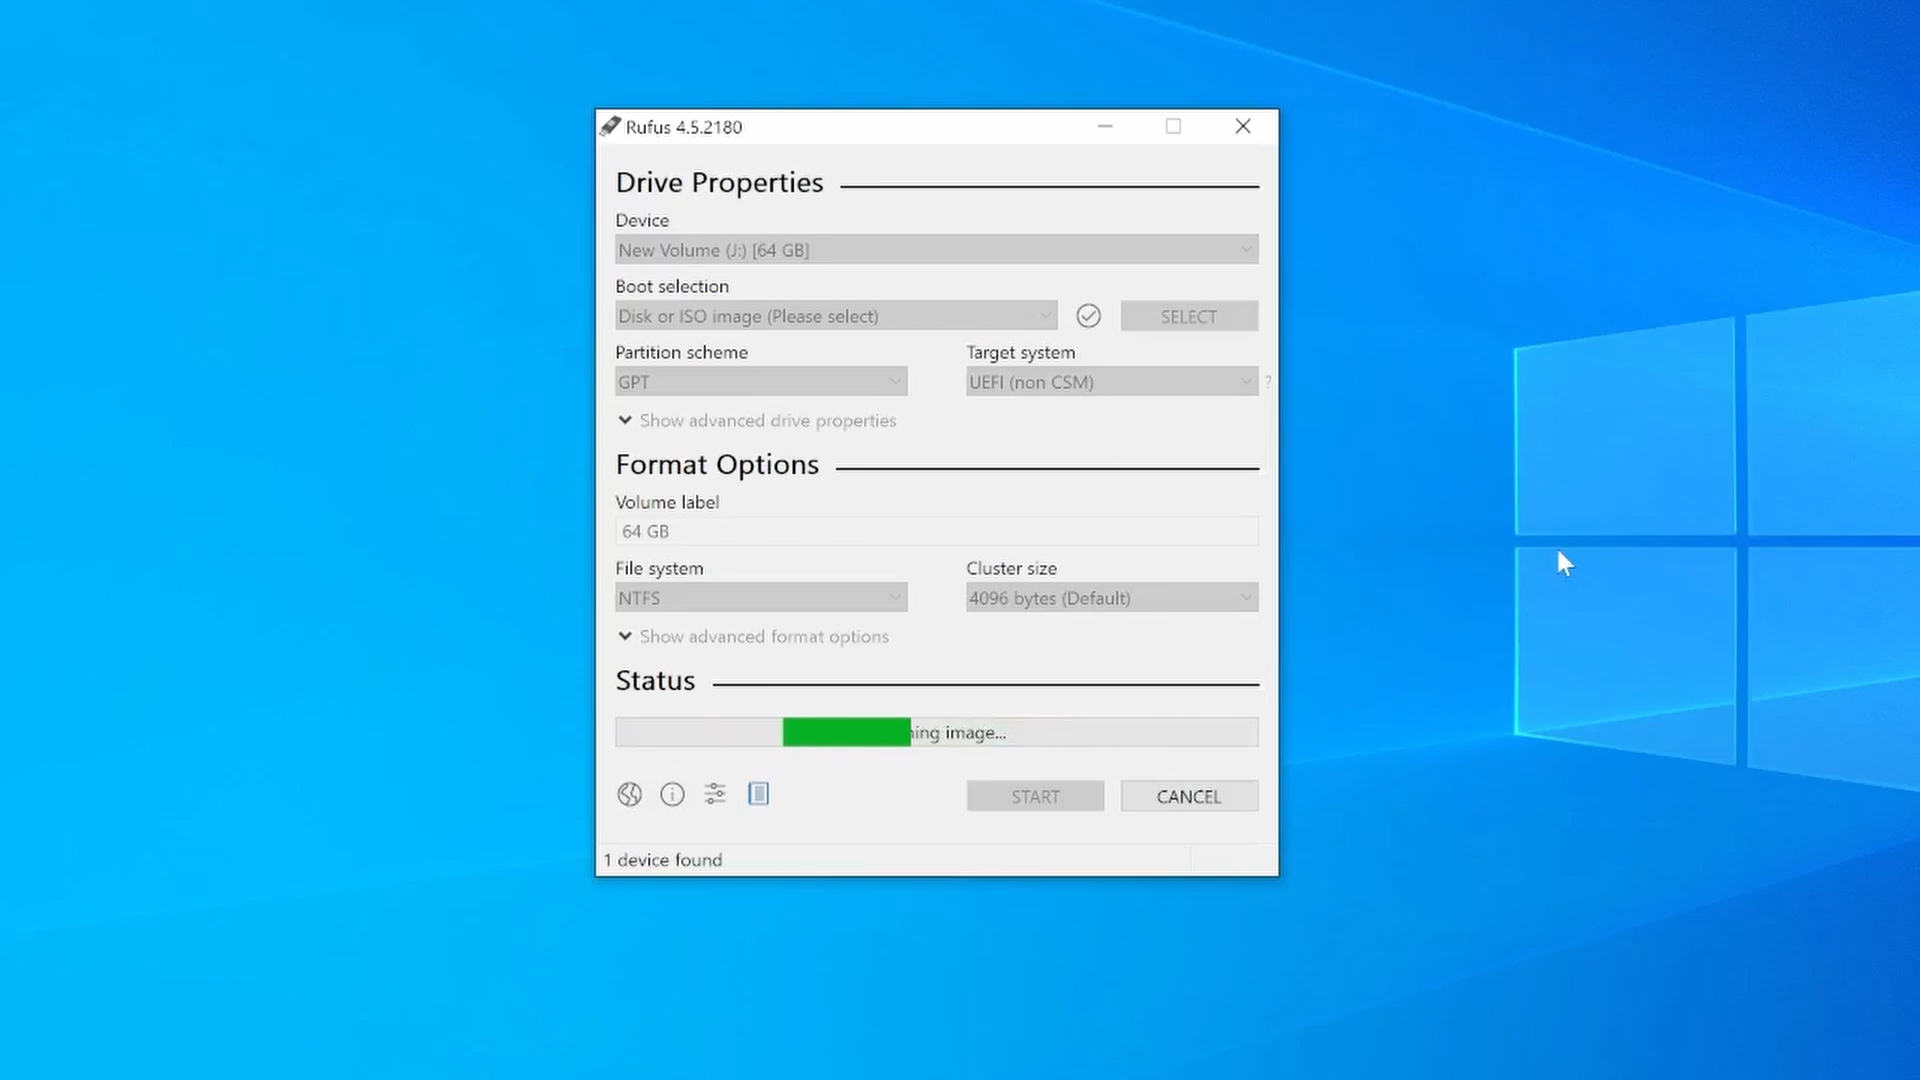 Rufus 4.5.2180
Drive Properties
Device
New Volume (J:) [64 GB]
Boot selection
Disk or ISO image (Please select)
SELECT
Partition scheme
Target system
GPT
UEFI (non CSM)
?
Show advanced drive properties
Format Options
Volume label
64 GB
File system
Cluster size
NTFS
4096 bytes (Default)
Show advanced format options
Status
image...
START
CANCEL
1 device found